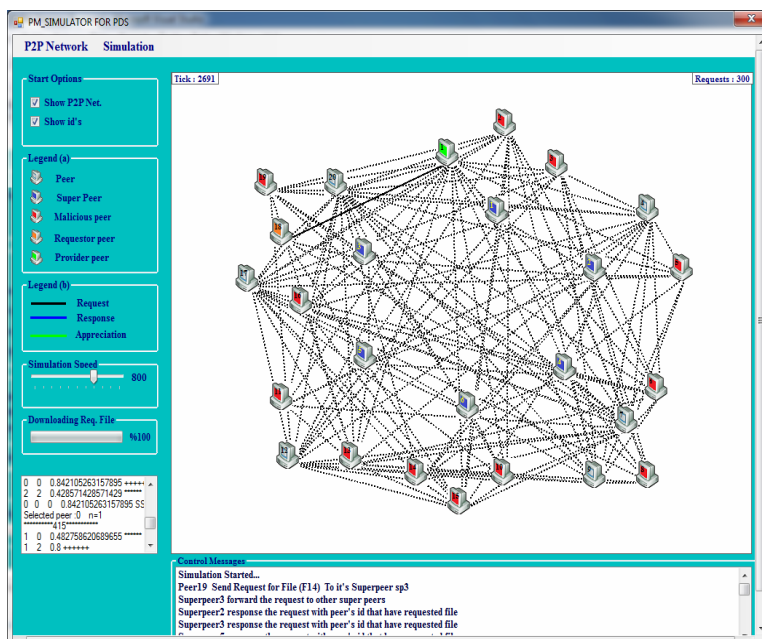 PM_SIMULATOR FOR PDS
P2P Network Simulation
Start Options
Show P2P Net.
Show id's
Legend (a)
Peer
Super Peer
Malicious peer
Requestor peer
Provider peer
Legend (b)
Request
Response
Appreciation
Simulation Speed
800
Downloading Req. File
%100
0 0 0.842105263157895 +++++
2 2 0.428571428571429 ******
0 0 0 0.842105263157895 SS
Selected peer :0 n=1
**********415***********
1 0 0.482758620689655 ******
1 2 0.8 ++++++
Tick : 2691
Requests : 300
20
18
17
Control Messages
Simulation Started...
Peer19 Send Request for File (F14) To it's Superpeer sp3
Superpeer3 forward the request to other super peers
Superpeer2 response the request with peer's id that have requested file
Superpeer3 response the request with peer's id that have requested file